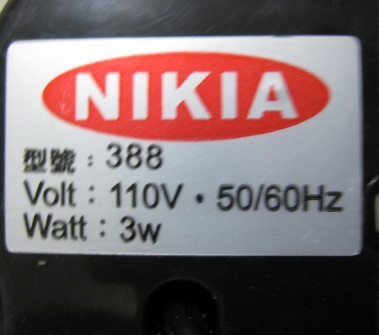 NIKIA
型號：388
Volt：110V・50/60Hz
Watt：3w